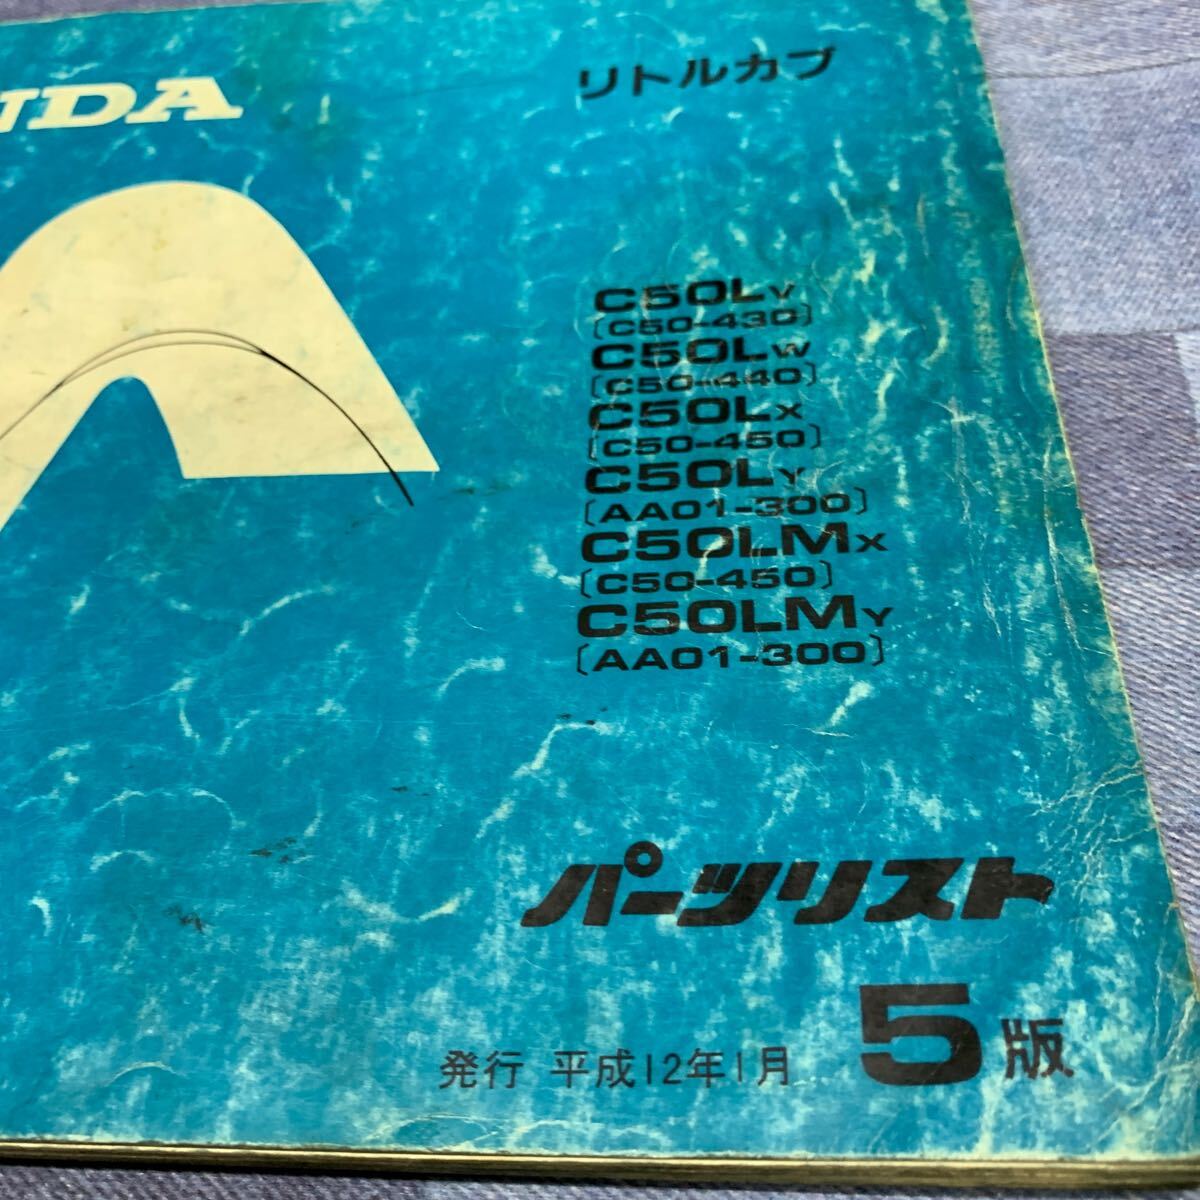 NDA
リトルカブ
C50LV
〔C50-430〕
C50LW
〔C50-440〕
C50LX
〔C50-450〕
C50LY
〔AA01-300〕
C50LMX
〔C50-450〕
C50LMY
〔AA01-300〕
パーツリスト
発行 平成12年1月 5版